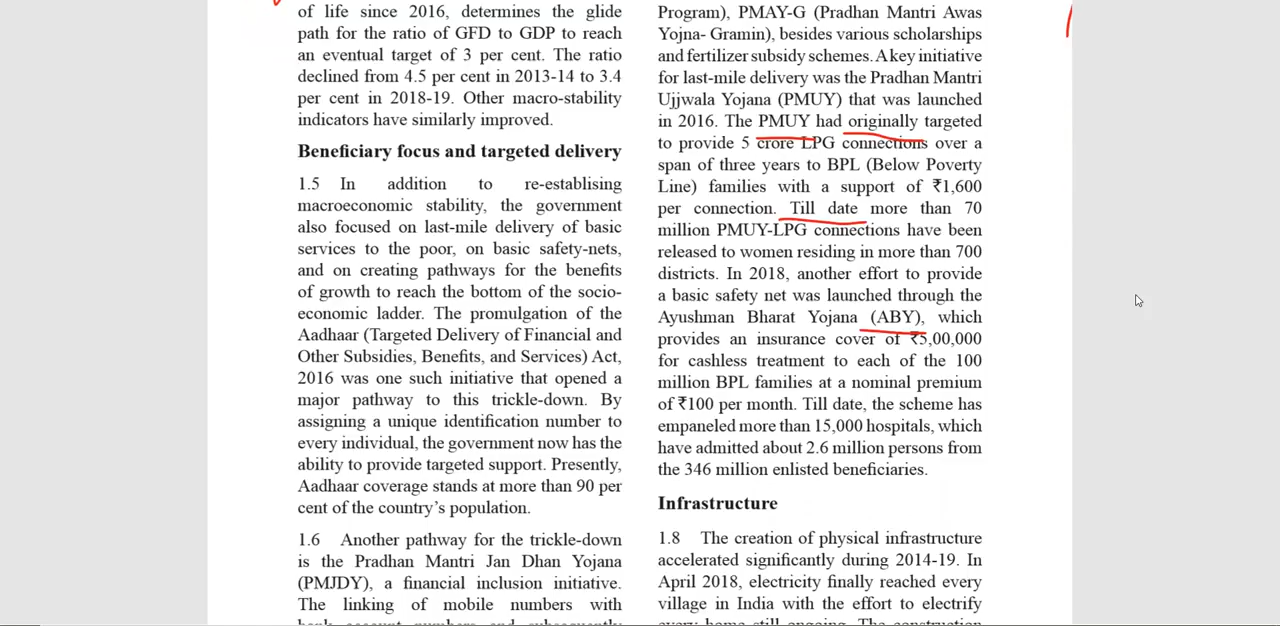 of life since 2016, determines the glide
path for the ratio of GFD to GDP to reach
an eventual target of 3 per cent. The ratio
declined from 4.5 per cent in 2013-14 to 3.4
per cent in 2018-19. Other macro-stability
indicators have similarly improved.
Beneficiary focus and targeted delivery
1.5 In addition to re-establising
macroeconomic stability, the government
also focused on last-mile delivery of basic
services to the poor, on basic safety-nets,
and on creating pathways for the benefits
of growth to reach the bottom of the socio-
economic ladder. The promulgation of the
Aadhaar (Targeted Delivery of Financial and
Other Subsidies, Benefits, and Services) Act,
2016 was one such initiative that opened a
major pathway to this trickle-down. By
assigning a unique identification number to
every individual, the government now has the
ability to provide targeted support. Presently,
Aadhaar coverage stands at more than 90 per
cent of the country's population.
1.6 Another pathway for the trickle-down
is the Pradhan Mantri Jan Dhan Yojana
(PMJDY), a financial inclusion initiative.
The linking of mobile numbers with
bank account numbers and subsequently
Program), PMAY-G (Pradhan Mantri Awas
Yojna- Gramin), besides various scholarships
and fertilizer subsidy schemes. A key initiative
for last-mile delivery was the Pradhan Mantri
Ujjwala Yojana (PMUY) that was launched
in 2016. The PMUY had originally targeted
to provide 5 crore LPG connections over a
span of three years to BPL (Below Poverty
Line) families with a support of ₹1,600
per connection. Till date more than 70
million PMUY-LPG connections have been
released to women residing in more than 700
districts. In 2018, another effort to provide
a basic safety net was launched through the
Ayushman Bharat Yojana (ABY), which
provides an insurance cover of ₹5,00,000
for cashless treatment to each of the 100
million BPL families at a nominal premium
of ₹100 per month. Till date, the scheme has
empaneled more than 15,000 hospitals, which
have admitted about 2.6 million persons from
the 346 million enlisted beneficiaries.
Infrastructure
1.8 The creation of physical infrastructure
accelerated significantly during 2014-19. In
April 2018, electricity finally reached every
village in India with the effort to electrify
every home still ongoing. The construction